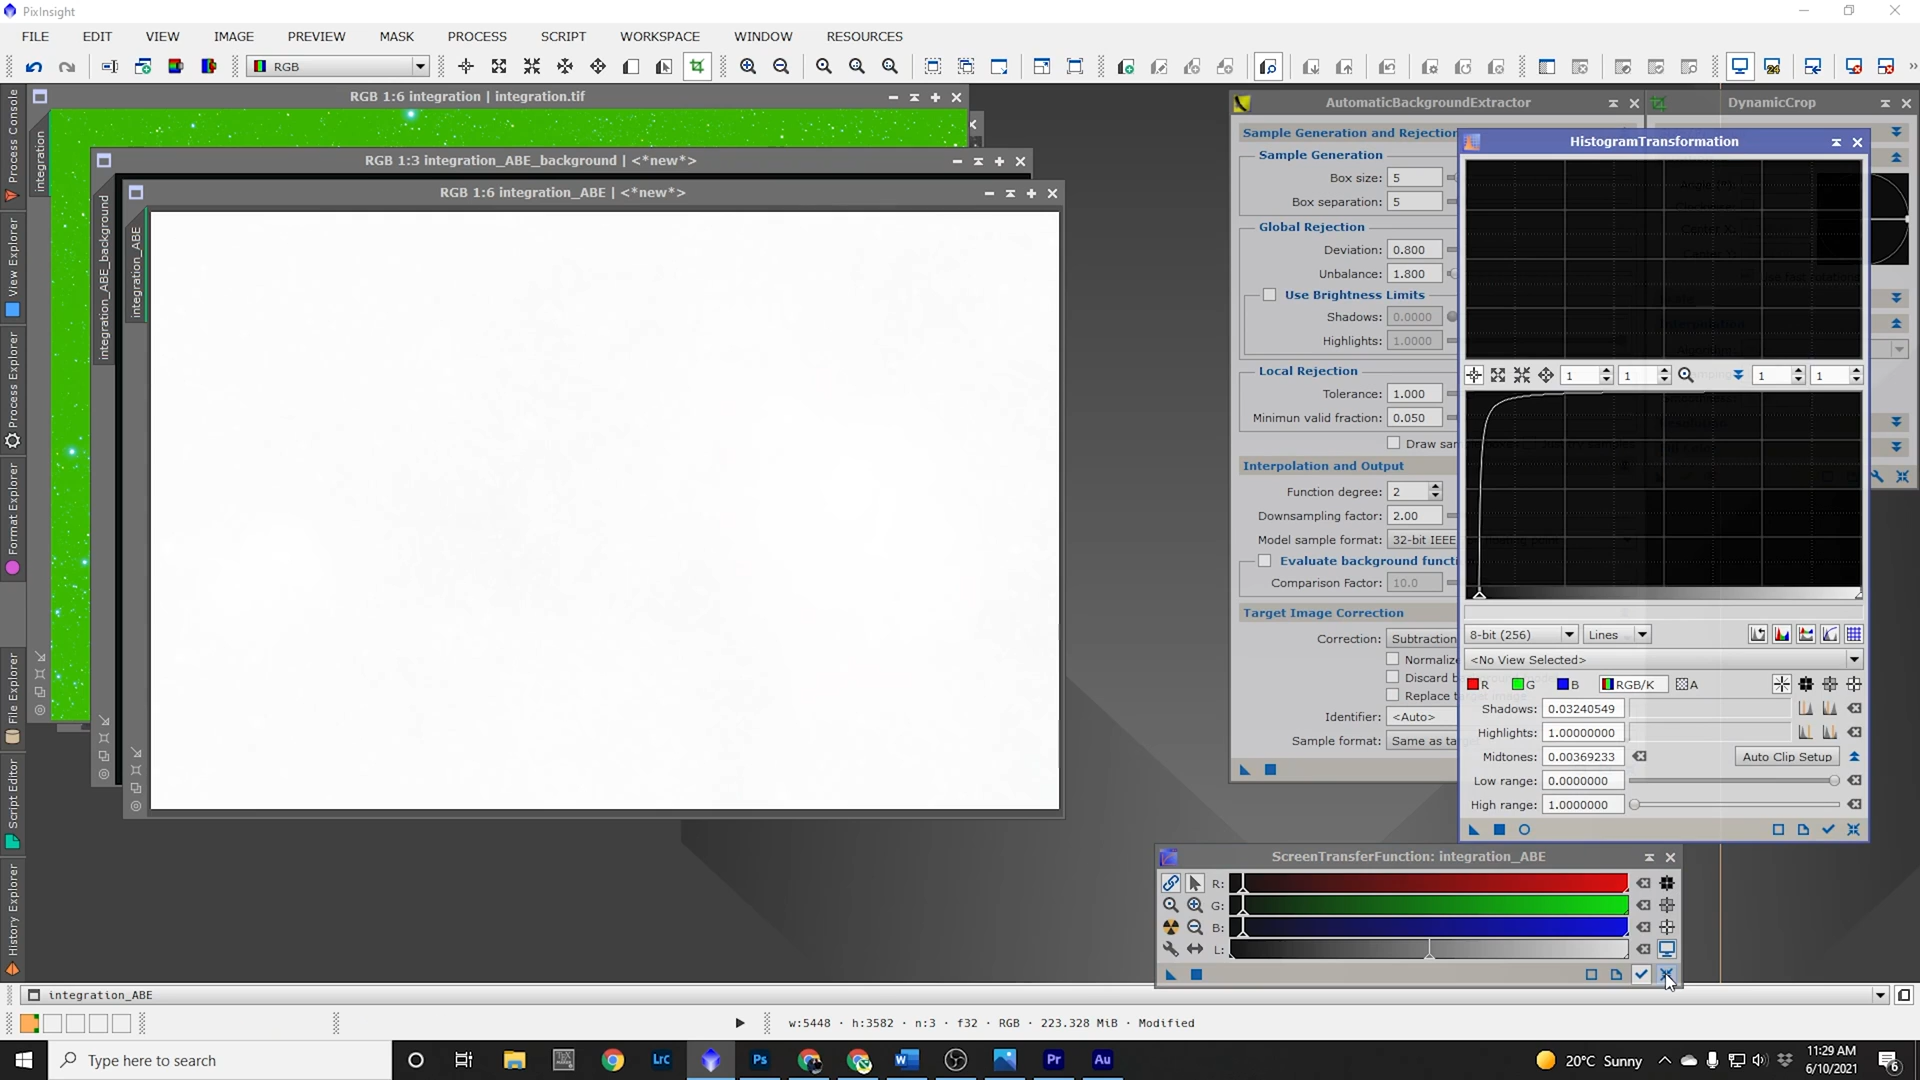 PixInsight
FILE EDIT VIEW IMAGE PREVIEW MASK PROCESS SCRIPT WORKSPACE WINDOW RESOURCES
RGB
24
Process Console
View Explorer
Process Explorer
Format Explorer
File Explorer
Script Editor
History Explorer
RGB 1:6 integration | integration.tif
integration
RGB 1:3 integration_ABE_background | <*new*>
integration_ABE_background
RGB 1:6 integration_ABE | <*new*>
integration_ABE
AutomaticBackgroundExtractor
Sample Generation and Rejection
Sample Generation
Box size: 5
Box separation: 5
Global Rejection
Deviation: 0.800
Unbalance: 1.800
Use Brightness Limits
Shadows: 0.0000
Highlights: 1.0000
Local Rejection
Tolerance: 1.000
Minimun valid fraction: 0.050
Draw sam
Interpolation and Output
Function degree: 2
Downsampling factor: 2.00
Model sample format: 32-bit IEEE
Evaluate background functi
Comparison Factor: 10.0
Target Image Correction
Correction: Subtraction
Normalize
Discard b
Replace t
Identifier: <Auto>
Sample format: Same as ta
DynamicCrop
HistogramTransformation
1 1 1 1
8-bit (256) Lines
<No View Selected>
R G B RGB/K A
Shadows: 0.03240549
Highlights: 1.00000000
Midtones: 0.00369233 Auto Clip Setup
Low range: 0.0000000
High range: 1.0000000
ScreenTransferFunction: integration_ABE
R:
G:
B:
L:
integration_ABE
w:5448 · h:3582 · n:3 · f32 · RGB · 223.328 MiB · Modified
Type here to search
Lrc
Ps
Pr
Au
20°C Sunny
11:29 AM
6/10/2021
6